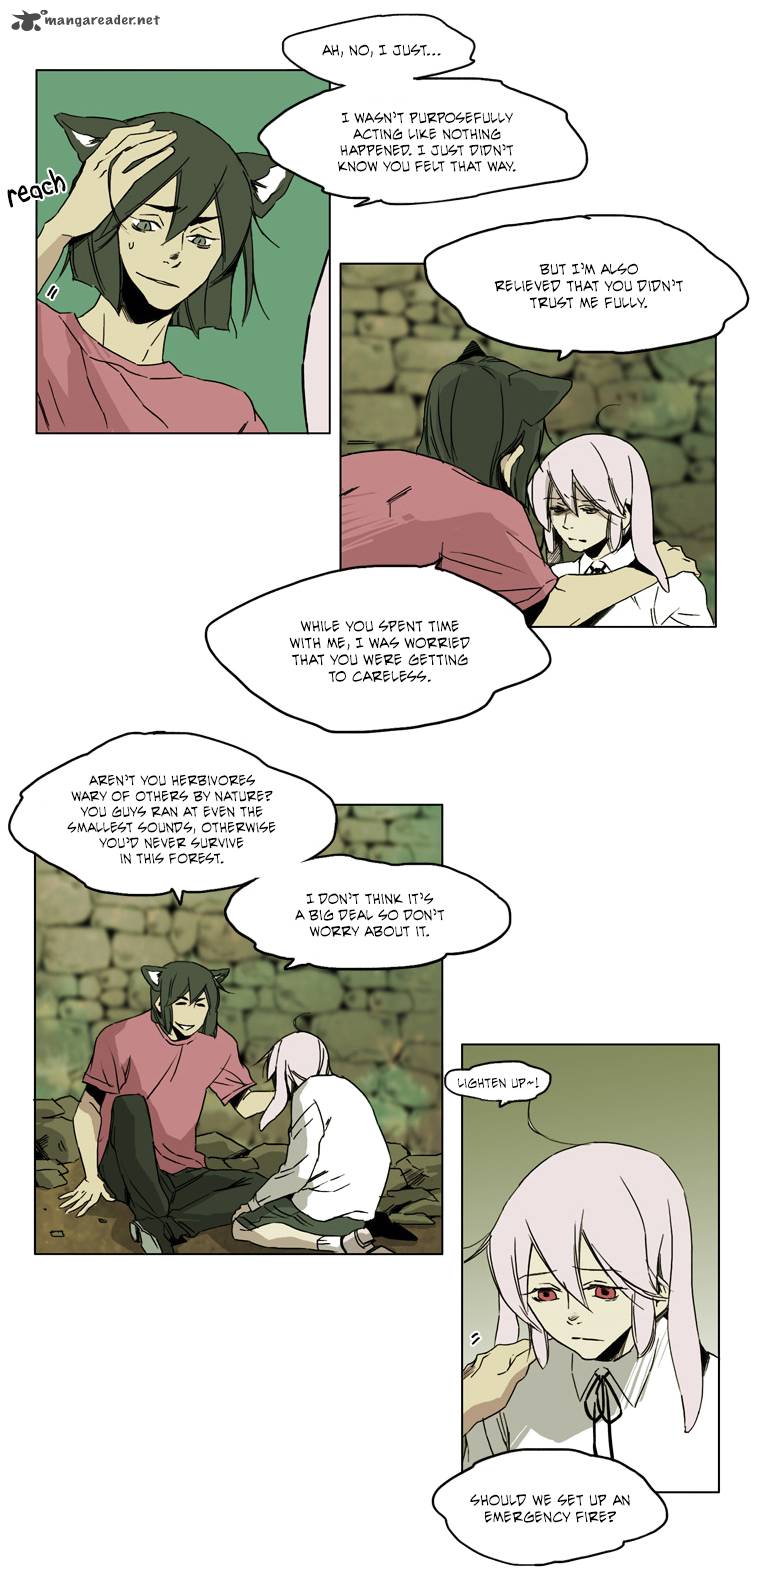 mangareader.net
AH, NO, I JUST...
I WASN'T PURPOSEFULLY
ACTING LIKE NOTHING
HAPPENED. I JUST DIDN'T
KNOW YOU FELT THAT WAY.
reach
BUT I'M ALSO
RELIEVED THAT YOU DIDN'T
TRUST ME FULLY.
WHILE YOU SPENT TIME
WITH ME, I WAS WORRIED
THAT YOU WERE GETTING
TO CARELESS.
AREN'T YOU HERBIVORES
WARY OF OTHERS BY NATURE?
YOU GUYS RAN AT EVEN THE
SMALLEST SOUNDS, OTHERWISE
YOU'D NEVER SURVIVE
IN THIS FOREST.
I DON'T THINK IT'S
A BIG DEAL SO DON'T
WORRY ABOUT IT.
LIGHTEN UP~!
SHOULD WE SET UP AN
EMERGENCY FIRE?